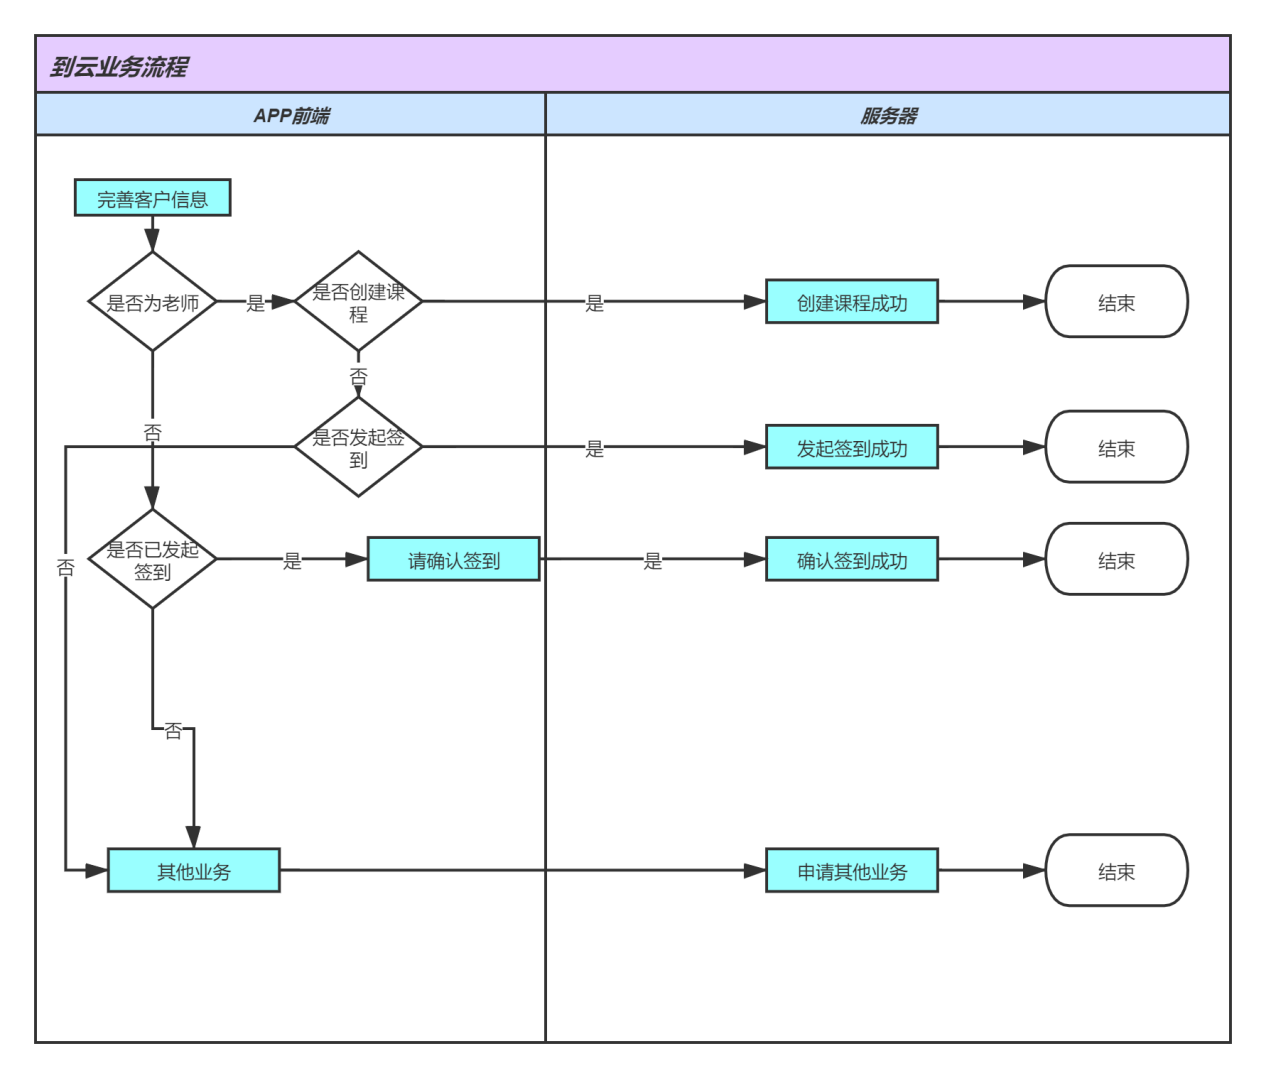 到云业务流程
APP前端
服务器
完善客户信息
是否为老师
是
是否创建课
程
是
创建课程成功
结束
否
否
是否发起签
到
是
发起签到成功
结束
否
是否已发起
签到
是
请确认签到
是
确认签到成功
结束
否
其他业务
申请其他业务
结束